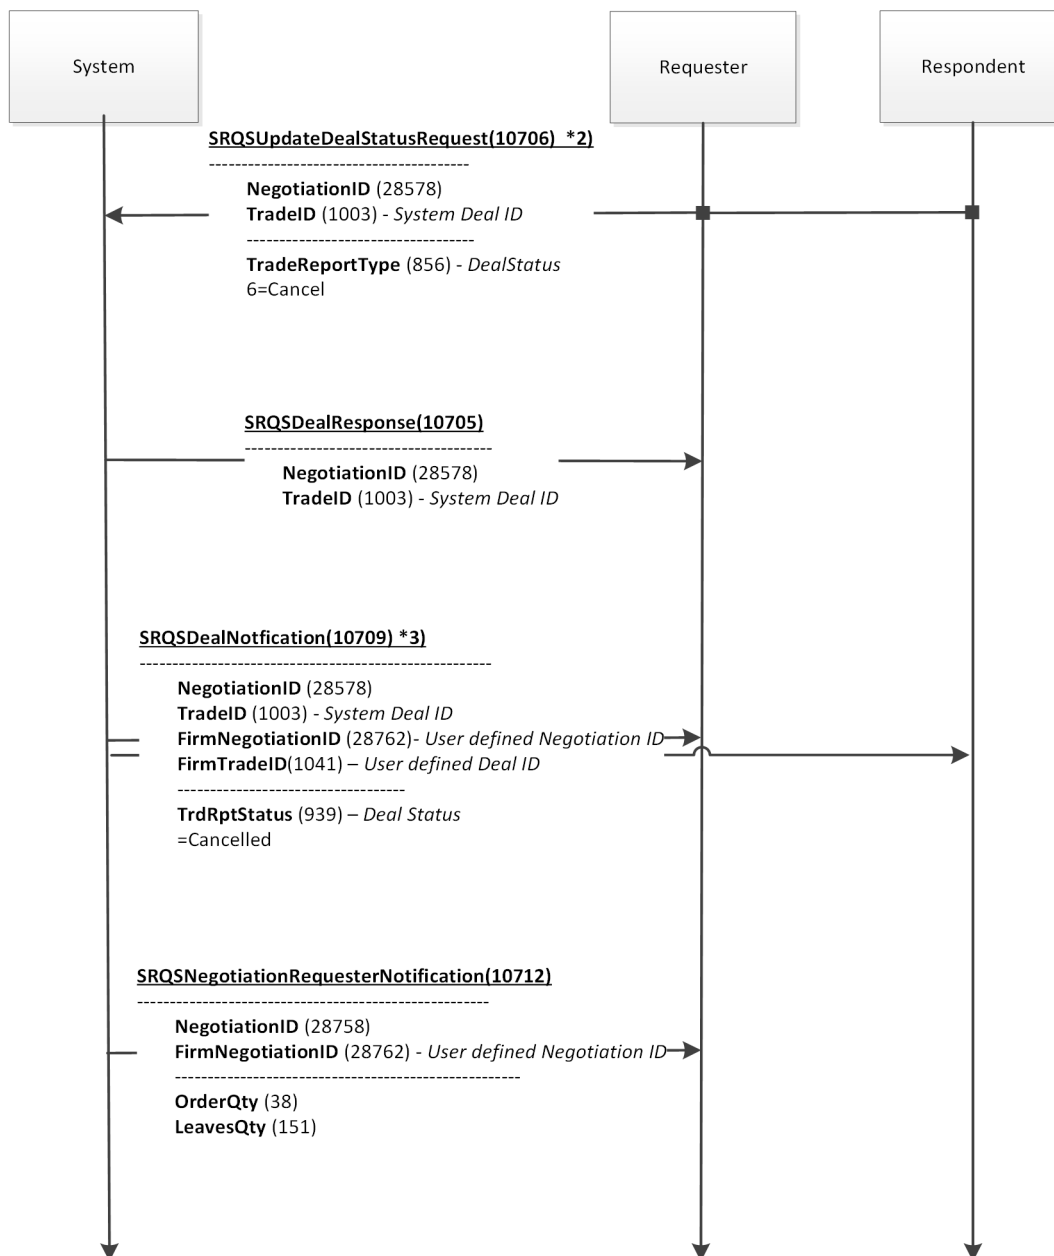 System
Requester
Respondent
SRQSUpdateDealStatusRequest(10706) *2)
----------------------------------------
NegotiationID (28578)
TradeID (1003) - System Deal ID
-----------------------------------
TradeReportType (856) - DealStatus
6=Cancel
SRQSDealResponse(10705)
--------------------------------------
NegotiationID (28578)
TradeID (1003) - System Deal ID
SRQSDealNotfication(10709) *3)
------------------------------------------------------
NegotiationID (28578)
TradeID (1003) - System Deal ID
FirmNegotiationID (28762)- User defined Negotiation ID
FirmTradeID(1041) – User defined Deal ID
-----------------------------------
TrdRptStatus (939) – Deal Status
=Cancelled
SRQSNegotiationRequesterNotification(10712)
------------------------------------------------------
NegotiationID (28758)
FirmNegotiationID (28762) - User defined Negotiation ID
-----------------------------------------------------
OrderQty (38)
LeavesQty (151)